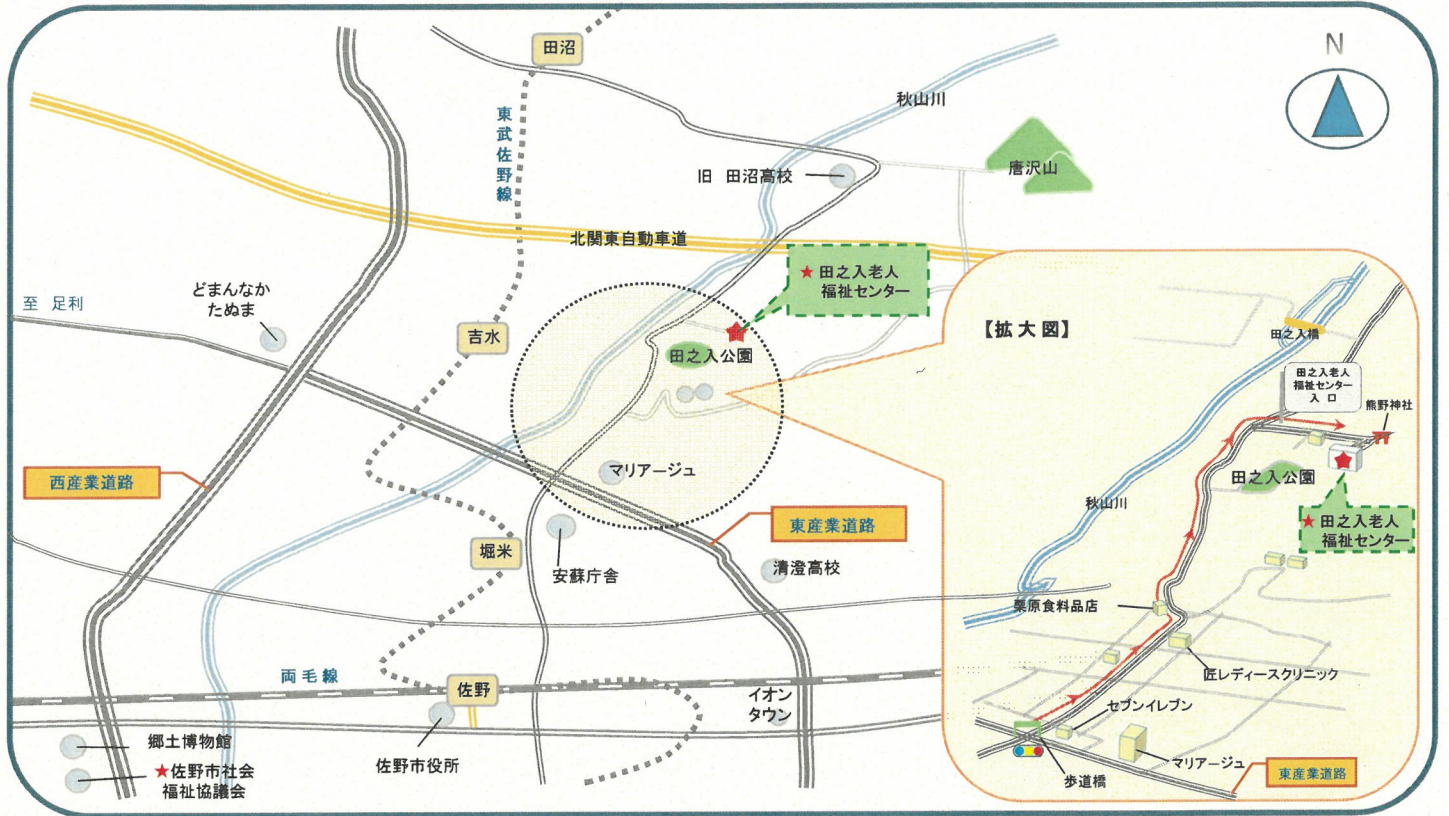 N
田沼
秋山川
東武佐野線
旧 田沼高校
唐沢山
北関東自動車道
★田之入老人
福祉センター
どまんなか
たぬま
至 足利
吉水
田之入公園
マリアージュ
西産業道路
東産業道路
堀米
安蘇庁舎
清澄高校
両毛線
佐野
イオン
タウン
郷土博物館
佐野市役所
★佐野市社会
福祉協議会
【拡大図】
田之入橋
田之入老人
福祉センター
入口
熊野神社
田之入公園
秋山川
★田之入老人
福祉センター
栗原食料品店
匠レディースクリニック
セブンイレブン
マリアージュ
歩道橋
東産業道路